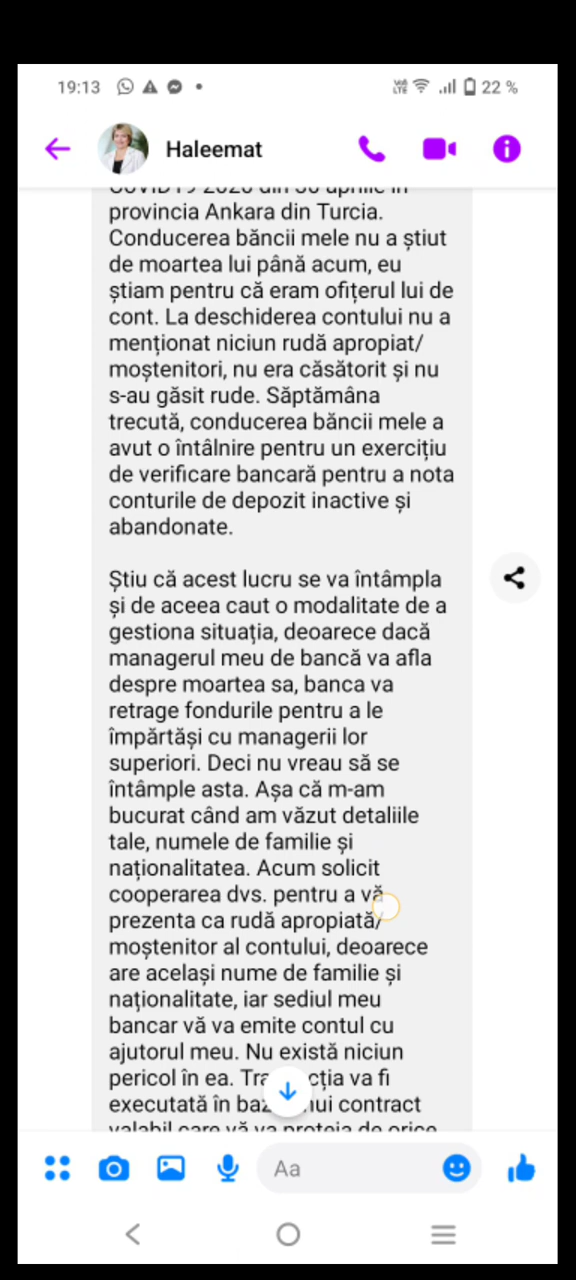 19:13
22 %
Haleemat
COVID19 2020 din 30 aprilie în
provincia Ankara din Turcia.
Conducerea băncii mele nu a știut
de moartea lui până acum, eu
știam pentru că eram ofițerul lui de
cont. La deschiderea contului nu a
menționat niciun rudă apropiat/
moștenitori, nu era căsătorit și nu
s-au găsit rude. Săptămâna
trecută, conducerea băncii mele a
avut o întâlnire pentru un exercițiu
de verificare bancară pentru a nota
conturile de depozit inactive și
abandonate.
Știu că acest lucru se va întâmpla
și de aceea caut o modalitate de a
gestiona situația, deoarece dacă
managerul meu de bancă va afla
despre moartea sa, banca va
retrage fondurile pentru a le
împărtăși cu managerii lor
superiori. Deci nu vreau să se
întâmple asta. Așa că m-am
bucurat când am văzut detaliile
tale, numele de familie și
naționalitatea. Acum solicit
cooperarea dvs. pentru a vă
prezenta ca rudă apropiată/
moștenitor al contului, deoarece
are același nume de familie și
naționalitate, iar sediul meu
bancar vă va emite contul cu
ajutorul meu. Nu există niciun
pericol în ea. va fi
executată în contract
valabil care vă va proteja de orice
Aa